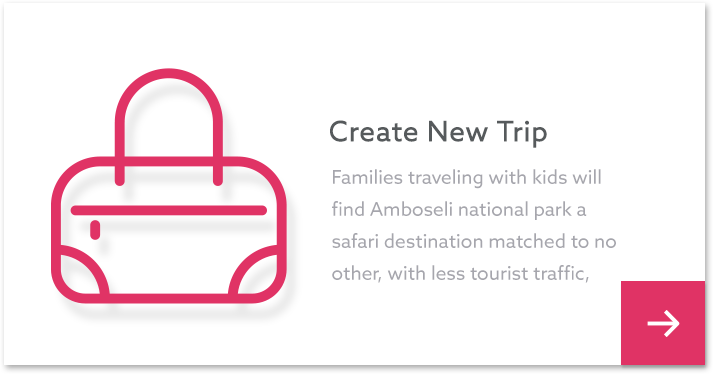 Create New Trip
Families traveling with kids will
find Amboseli national park a
safari destination matched to no
other, with less tourist traffic,